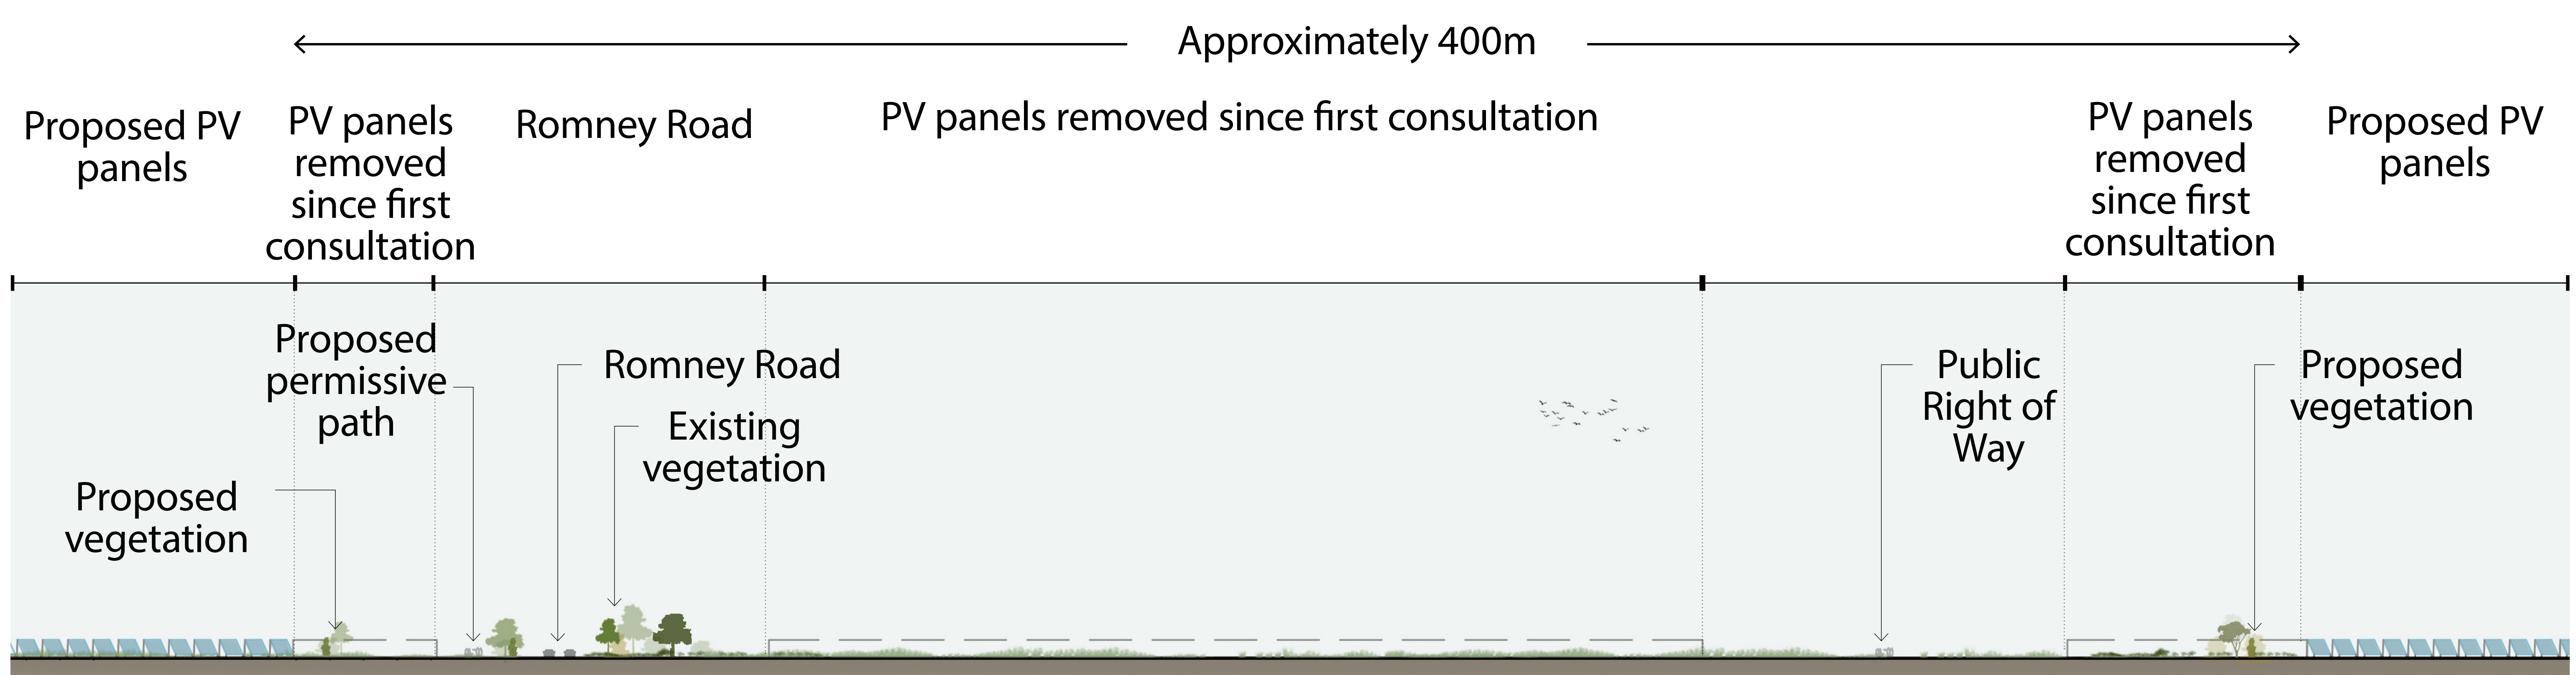 Approximately 400m
Proposed PV
panels
PV panels
removed
since first
consultation
Romney Road
PV panels removed since first consultation
PV panels
removed
since first
consultation
Proposed PV
panels
Proposed
permissive
path
Romney Road
Existing
vegetation
Public
Right of
Way
Proposed
vegetation
Proposed
vegetation